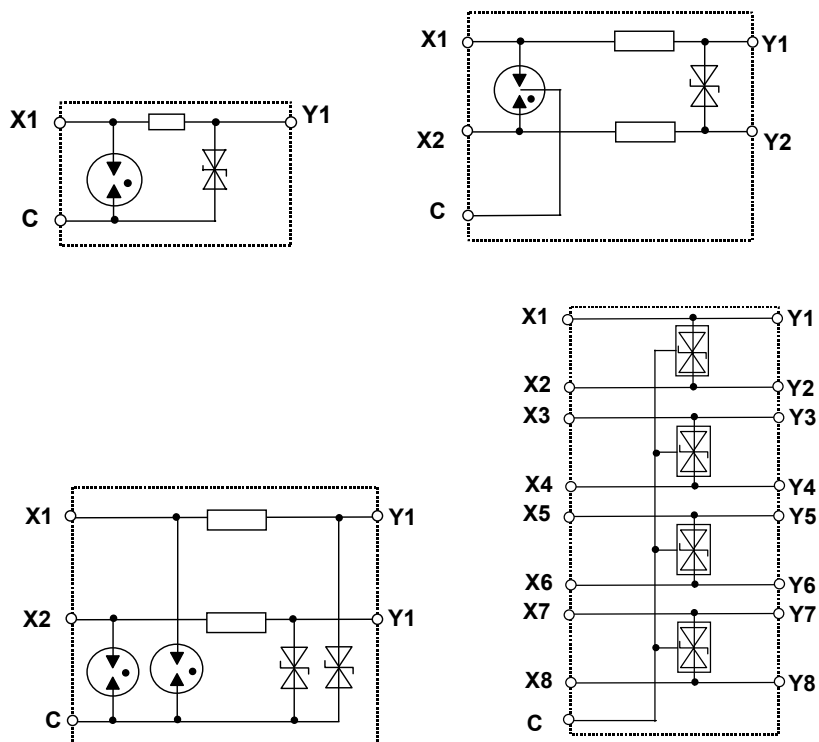 X1 Y1
C
X1 Y1
X2 Y2
C
X1 Y1
X2 Y1
C
X1 Y1
X2 Y2
X3 Y3
X4 Y4
X5 Y5
X6 Y6
X7 Y7
X8 Y8
C